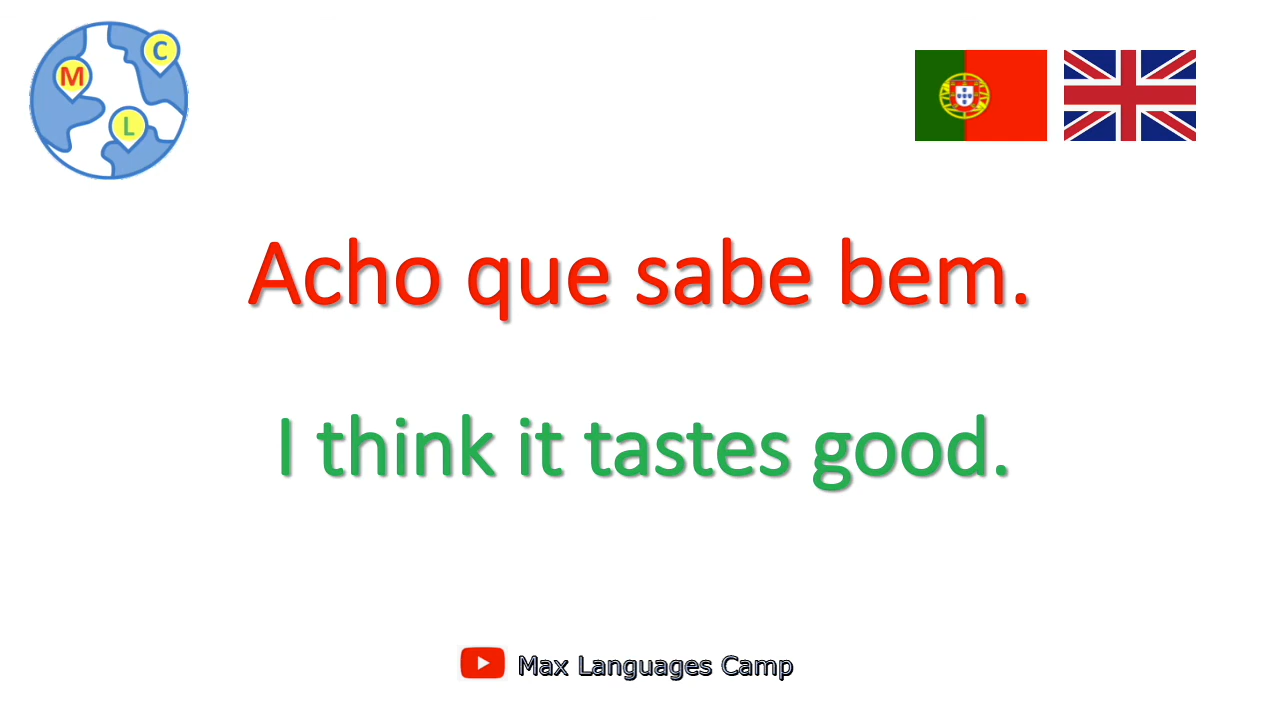 M
C
L
Acho que sabe bem.
I think it tastes good.
Max Languages Camp